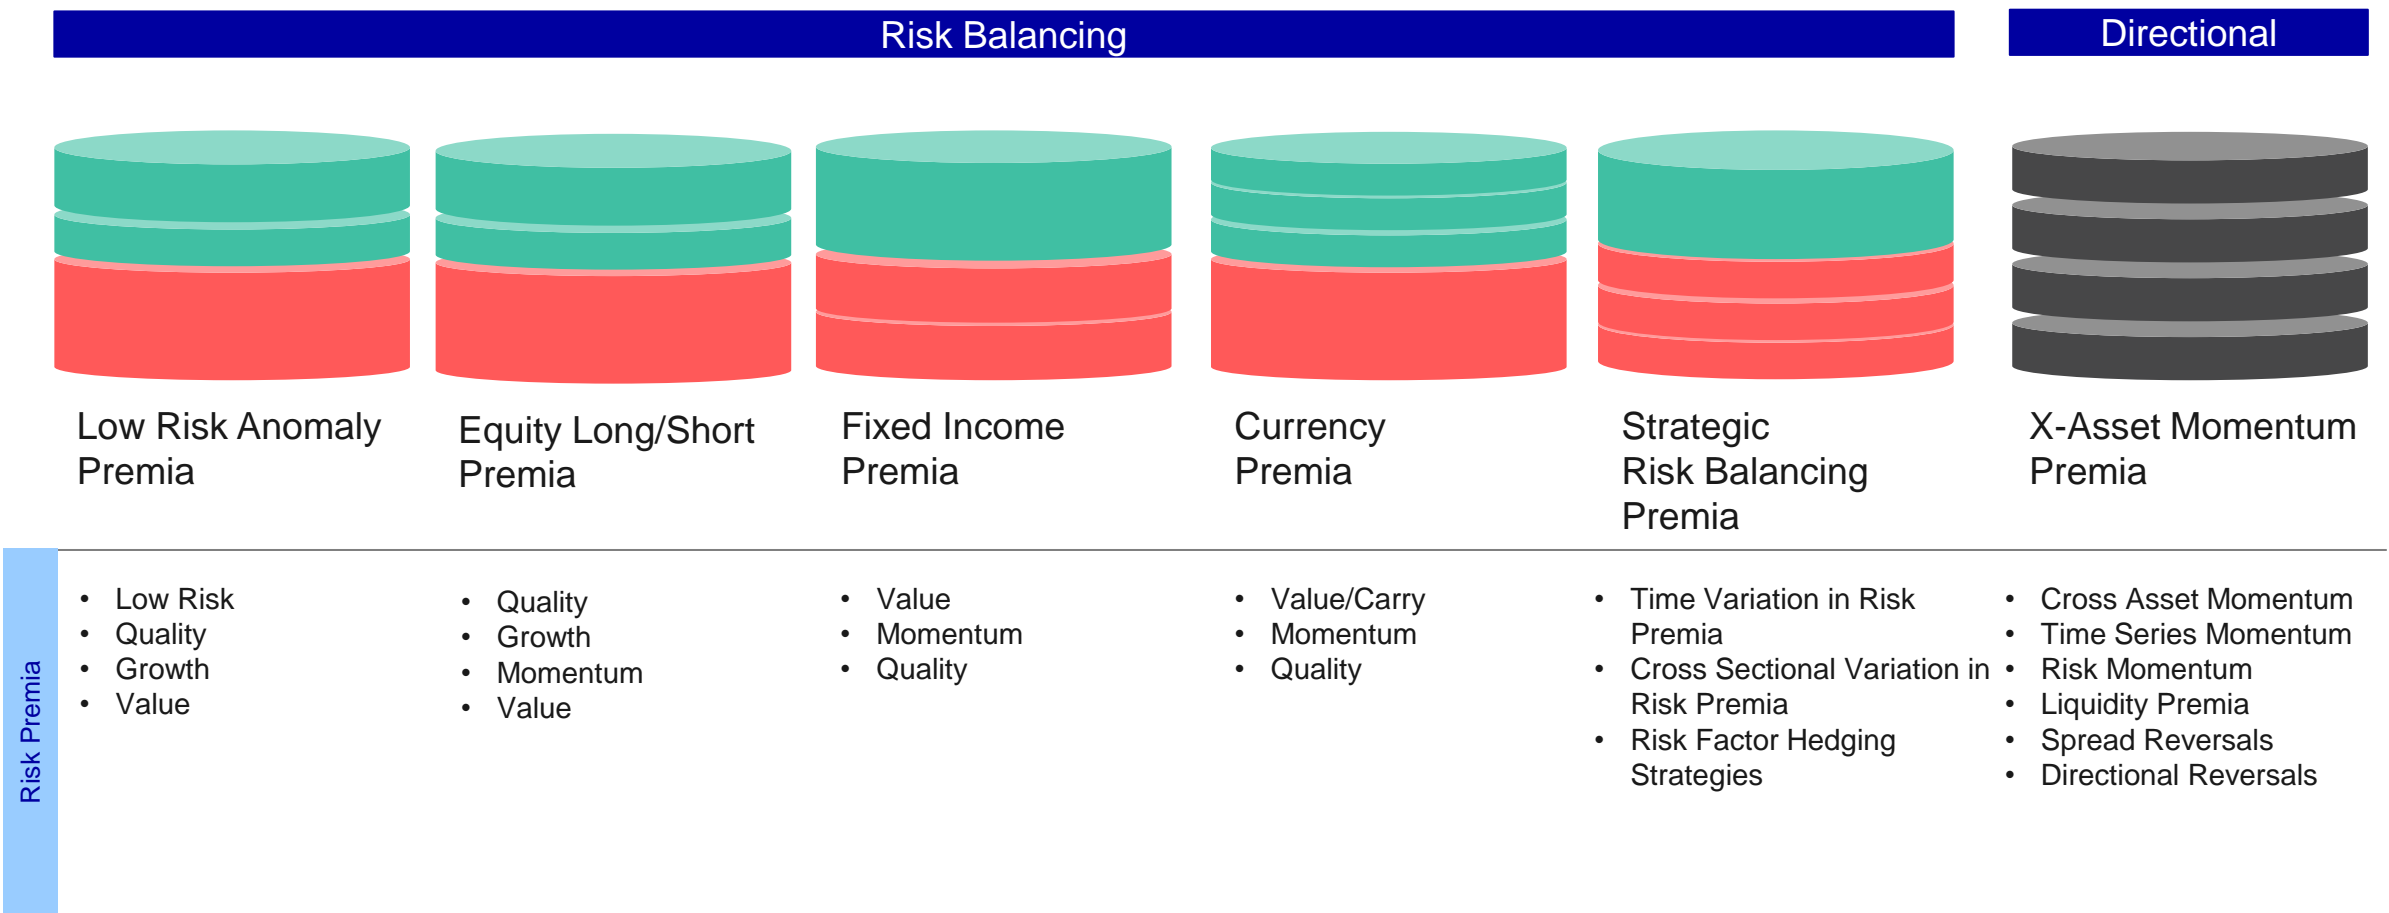 Risk Balancing
Directional
Low Risk Anomaly
Premia
Equity Long/Short
Premia
Fixed Income
Premia
Currency
Premia
Strategic
Risk Balancing
Premia
X-Asset Momentum
Premia
Risk Premia
• Low Risk
• Quality
• Growth
• Value
• Quality
• Growth
• Momentum
• Value
• Value
• Momentum
• Quality
• Value/Carry
• Momentum
• Quality
• Time Variation in Risk
Premia
• Cross Sectional Variation in
Risk Premia
• Risk Factor Hedging
Strategies
• Cross Asset Momentum
• Time Series Momentum
• Risk Momentum
• Liquidity Premia
• Spread Reversals
• Directional Reversals